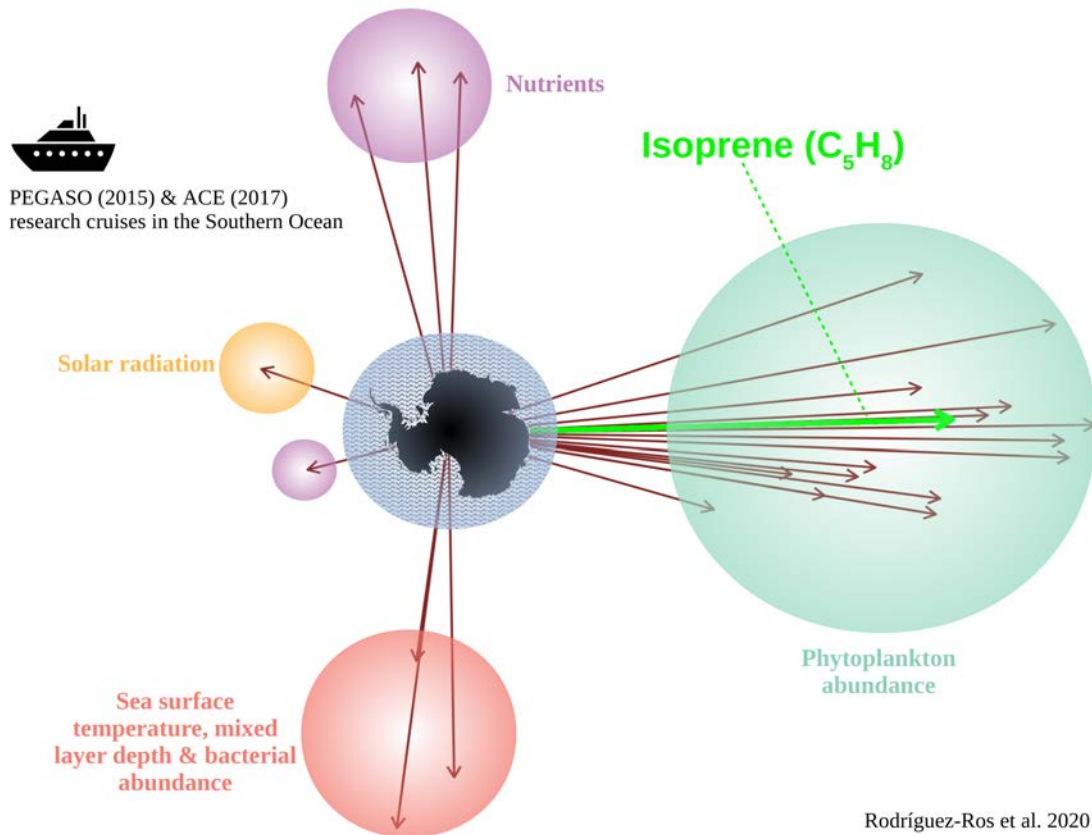 Nutrients
Isoprene (C₅H₈)
PEGASO (2015) & ACE (2017)
research cruises in the Southern Ocean
Solar radiation
Phytoplankton
abundance
Sea surface
temperature, mixed
layer depth & bacterial
abundance
Rodríguez-Ros et al. 2020